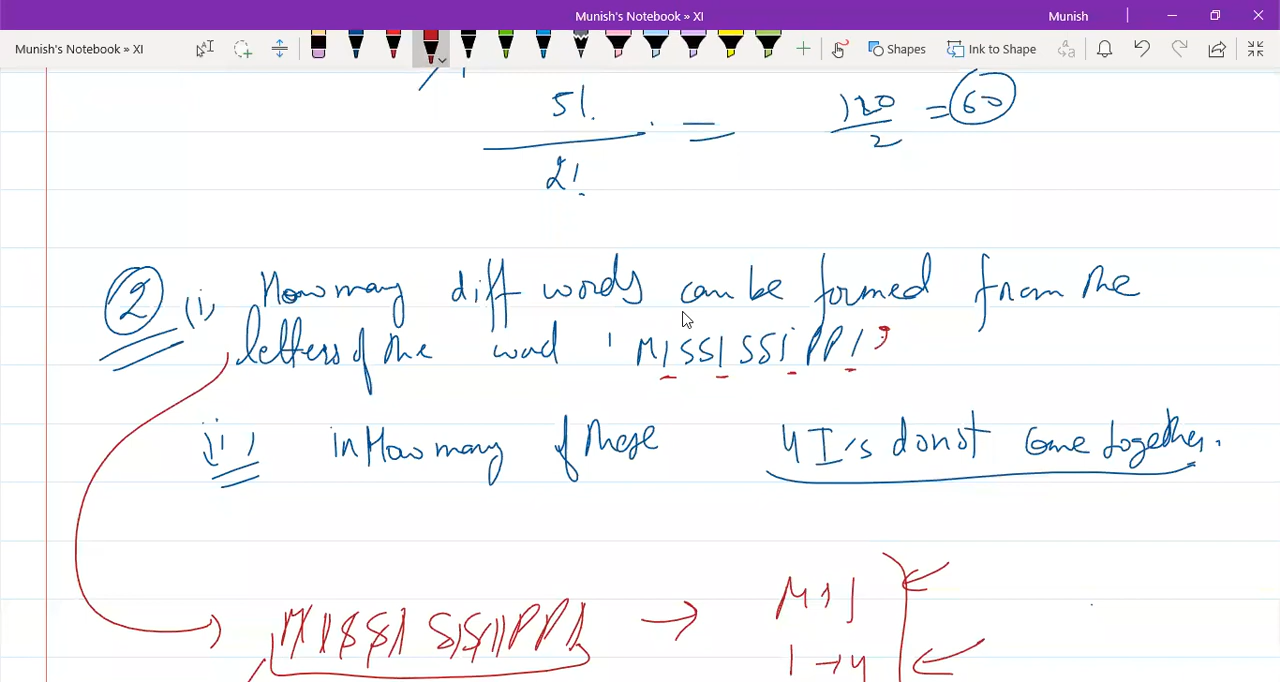 Munish's Notebook » XI
Munish
Munish's Notebook » XI
Shapes
Ink to Shape
5!
2!
=
120
2
= 60
2 (i) How many diff words can be formed from the
letters of the word 'MISSISSIPPI'
(ii) in How many of these 4 I's do not come together.
MISSISSIPPI → M → 1
I → 4